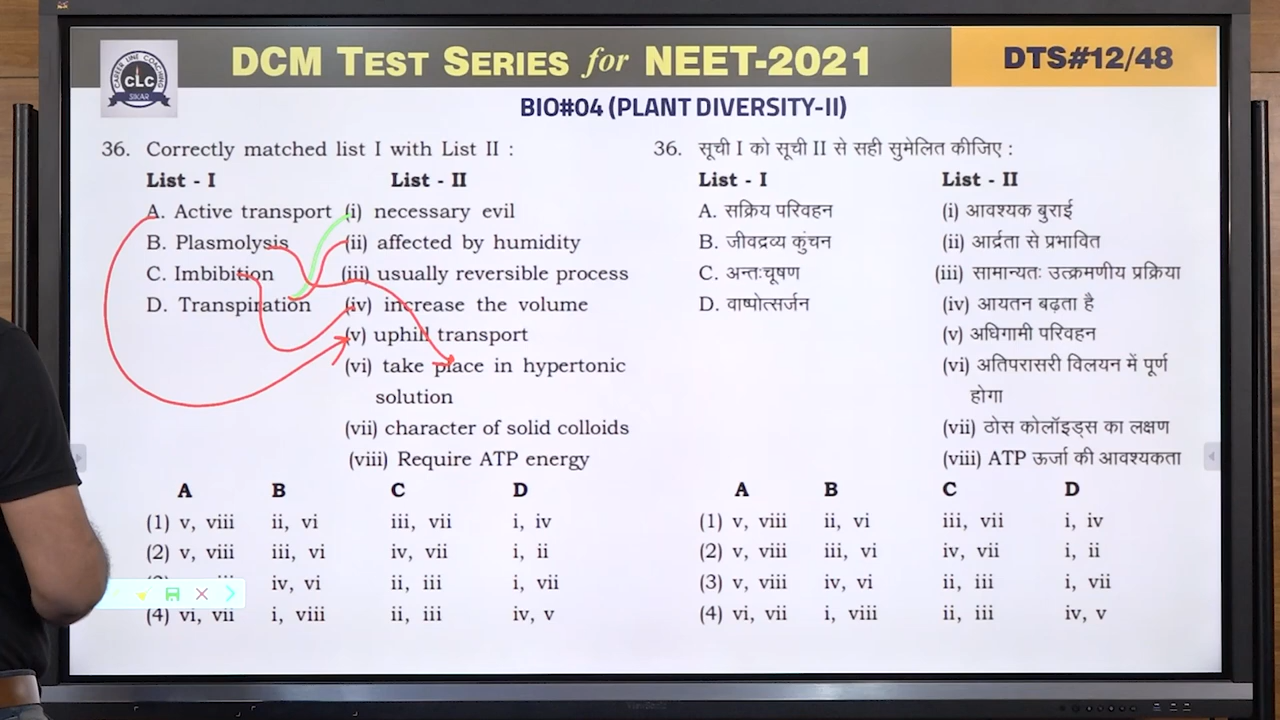 DCM TEST SERIES for NEET-2021
DTS#12/48
CAREER LINE COACHING
CLC
SIKAR
BIO#04 (PLANT DIVERSITY-II)
36. Correctly matched list I with List II :
List - I List - II
A. Active transport (i) necessary evil
B. Plasmolysis (ii) affected by humidity
C. Imbibition (iii) usually reversible process
D. Transpiration (iv) increase the volume
(v) uphill transport
(vi) take place in hypertonic
solution
(vii) character of solid colloids
(viii) Require ATP energy
A B C D
(1) v, viii ii, vi iii, vii i, iv
(2) v, viii iii, vi iv, vii i, ii
iv, vi ii, iii i, vii
(4) vi, vii i, viii ii, iii iv, v
36. सूची I को सूची II से सही सुमेलित कीजिए :
List - I List - II
A. सक्रिय परिवहन (i) आवश्यक बुराई
B. जीवद्रव्य कुंचन (ii) आर्द्रता से प्रभावित
C. अन्तःचूषण (iii) सामान्यतः उत्क्रमणीय प्रक्रिया
D. वाष्पोत्सर्जन (iv) आयतन बढ़ता है
(v) अधिगामी परिवहन
(vi) अतिपरासरी विलयन में पूर्ण
होगा
(vii) ठोस कोलॉइड्स का लक्षण
(viii) ATP ऊर्जा की आवश्यकता
A B C D
(1) v, viii ii, vi iii, vii i, iv
(2) v, viii iii, vi iv, vii i, ii
(3) v, viii iv, vi ii, iii i, vii
(4) vi, vii i, viii ii, iii iv, v